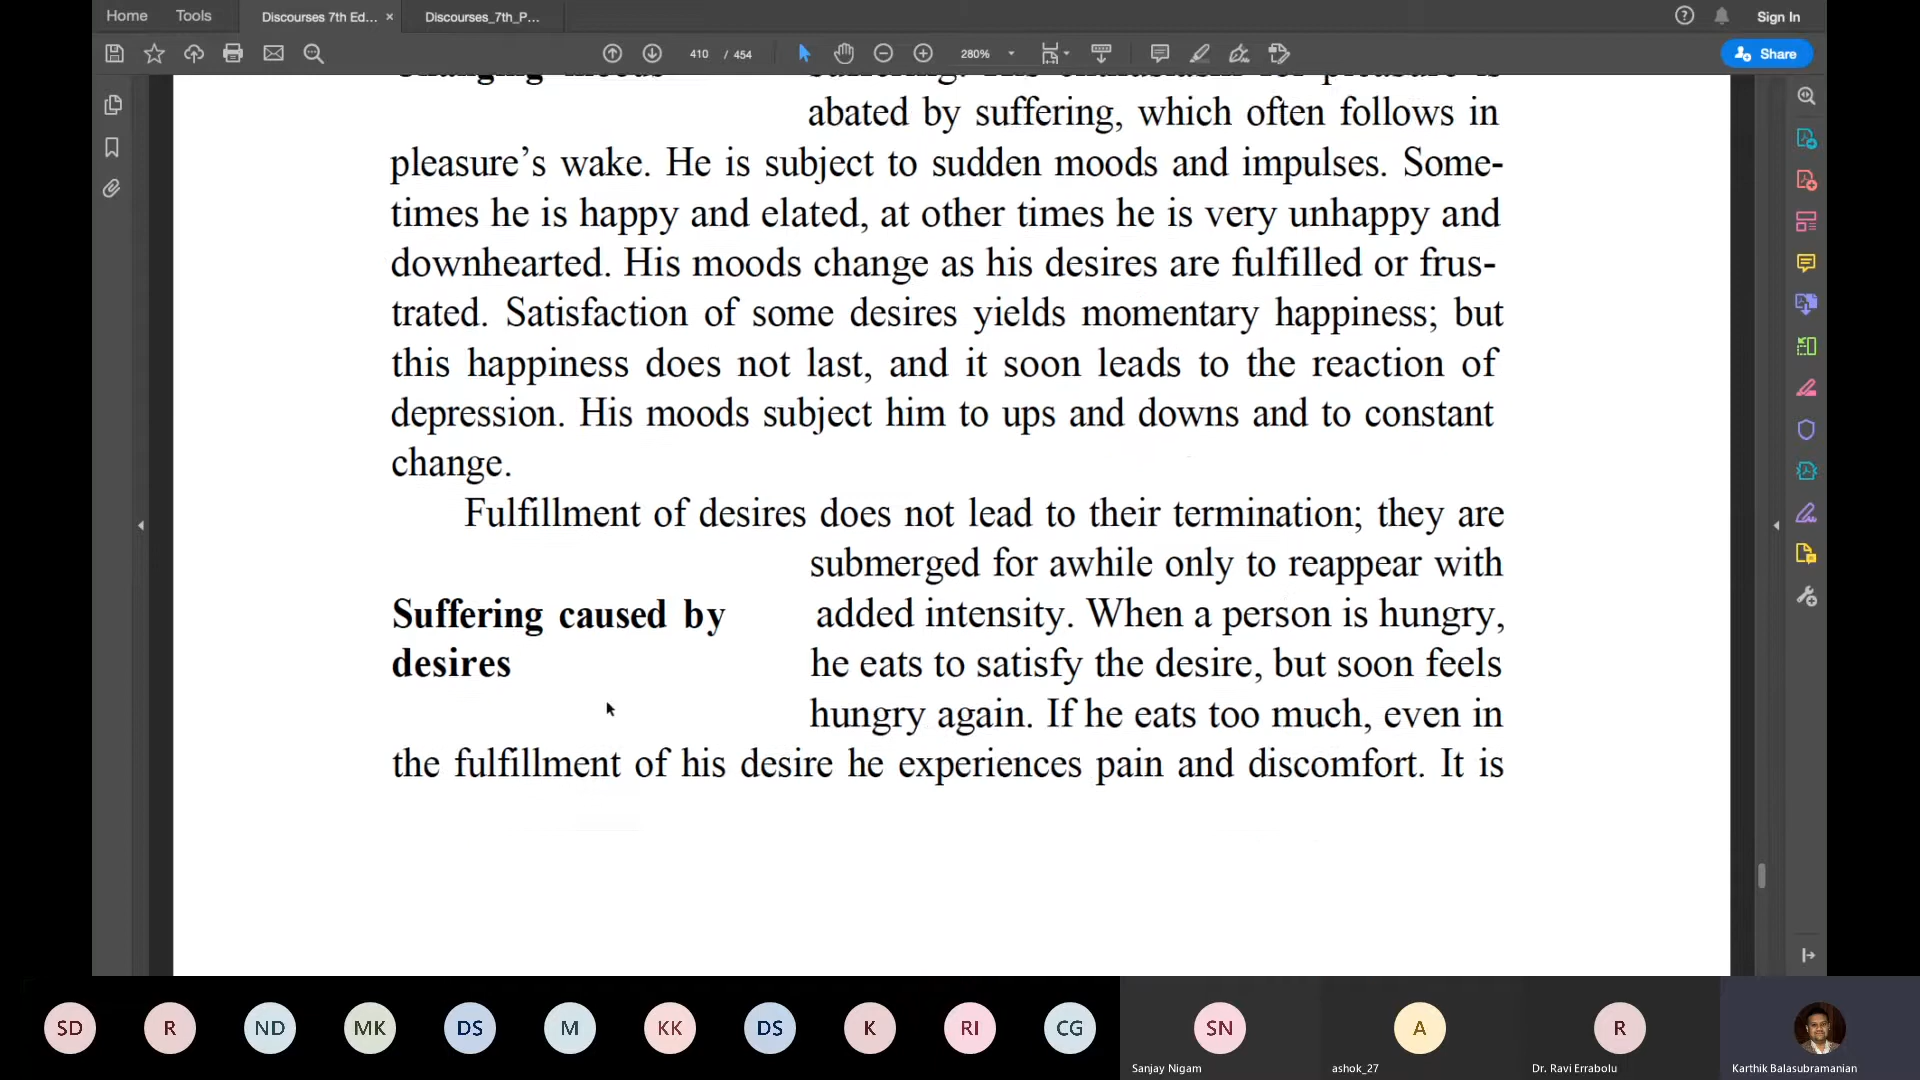 Home
Tools
Discourses 7th Ed...
Discourses_7th_P...
Sign In
410 / 454
280%
Share
Changing moods
suffering. His enthusiasm for pleasure is
abated by suffering, which often follows in
pleasure’s wake. He is subject to sudden moods and impulses. Some-
times he is happy and elated, at other times he is very unhappy and
downhearted. His moods change as his desires are fulfilled or frus-
trated. Satisfaction of some desires yields momentary happiness; but
this happiness does not last, and it soon leads to the reaction of
depression. His moods subject him to ups and downs and to constant
change.
Fulfillment of desires does not lead to their termination; they are
submerged for awhile only to reappear with
Suffering caused by
desires
added intensity. When a person is hungry,
he eats to satisfy the desire, but soon feels
hungry again. If he eats too much, even in
the fulfillment of his desire he experiences pain and discomfort. It is
SD
R
ND
MK
DS
M
KK
DS
K
RI
CG
SN
Sanjay Nigam
A
ashok_27
R
Dr. Ravi Errabolu
Karthik Balasubramanian